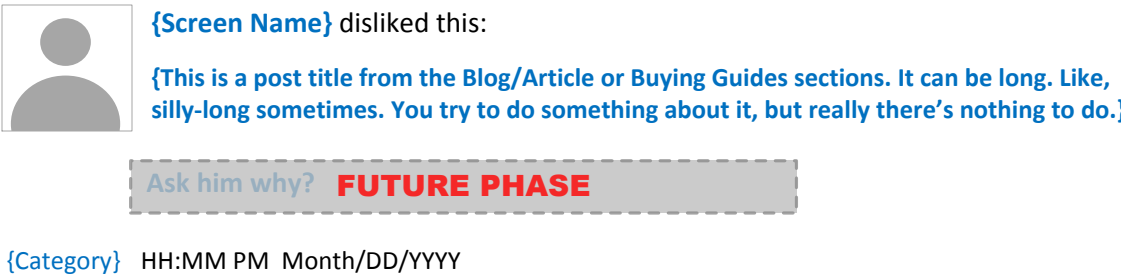 {Screen Name} disliked this:
{This is a post title from the Blog/Article or Buying Guides sections. It can be long. Like,
silly-long sometimes. You try to do something about it, but really there’s nothing to do.}
Ask him why? FUTURE PHASE
{Category} HH:MM PM Month/DD/YYYY